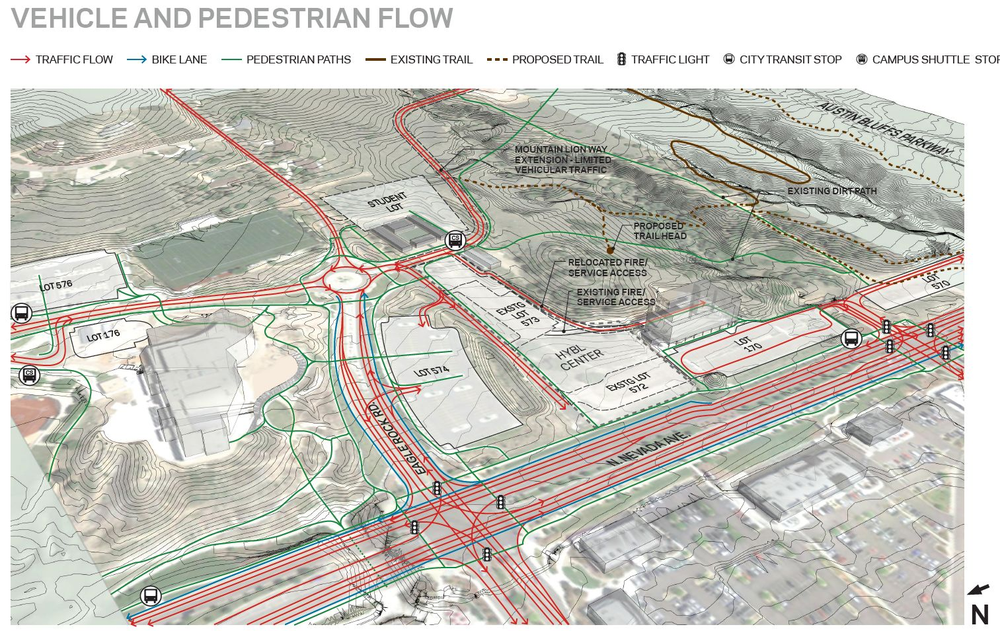 VEHICLE AND PEDESTRIAN FLOW
TRAFFIC FLOW
BIKE LANE
PEDESTRIAN PATHS
EXISTING TRAIL
PROPOSED TRAIL
TRAFFIC LIGHT
CITY TRANSIT STOP
CAMPUS SHUTTLE STOP
AUSTIN BLUFFS PARKWAY
MOUNTAIN LION WAY
EXTENSION - LIMITED
VEHICULAR TRAFFIC
EXISTING DIRT PATH
STUDENT
LOT
PROPOSED
TRAIL HEAD
CS
RELOCATED FIRE/
SERVICE ACCESS
EXISTING FIRE/
SERVICE ACCESS
LOT 576
LOT
570
EXSTG
LOT
573
LOT 176
LOT
170
HYBL
CENTER
LOT 574
EXSTG LOT
572
CS
EAGLE ROCK RD.
N. NEVADA AVE.
N